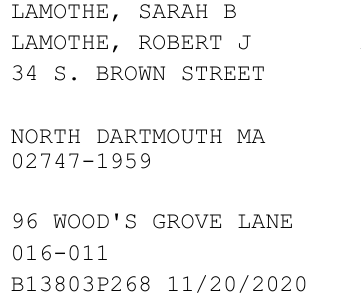 LAMOTHE, SARAH B
LAMOTHE, ROBERT J
34 S. BROWN STREET
NORTH DARTMOUTH MA
02747-1959
96 WOOD'S GROVE LANE
016-011
B13803P268 11/20/2020